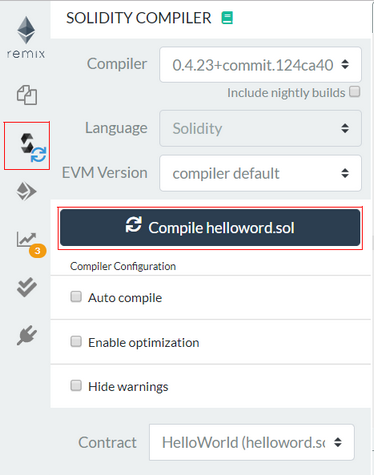 SOLIDITY COMPILER
remix
Compiler
0.4.23+commit.124ca40
Include nightly builds
Language
Solidity
EVM Version
compiler default
Compile helloword.sol
3
Compiler Configuration
Auto compile
Enable optimization
Hide warnings
Contract
HelloWorld (helloword.sc